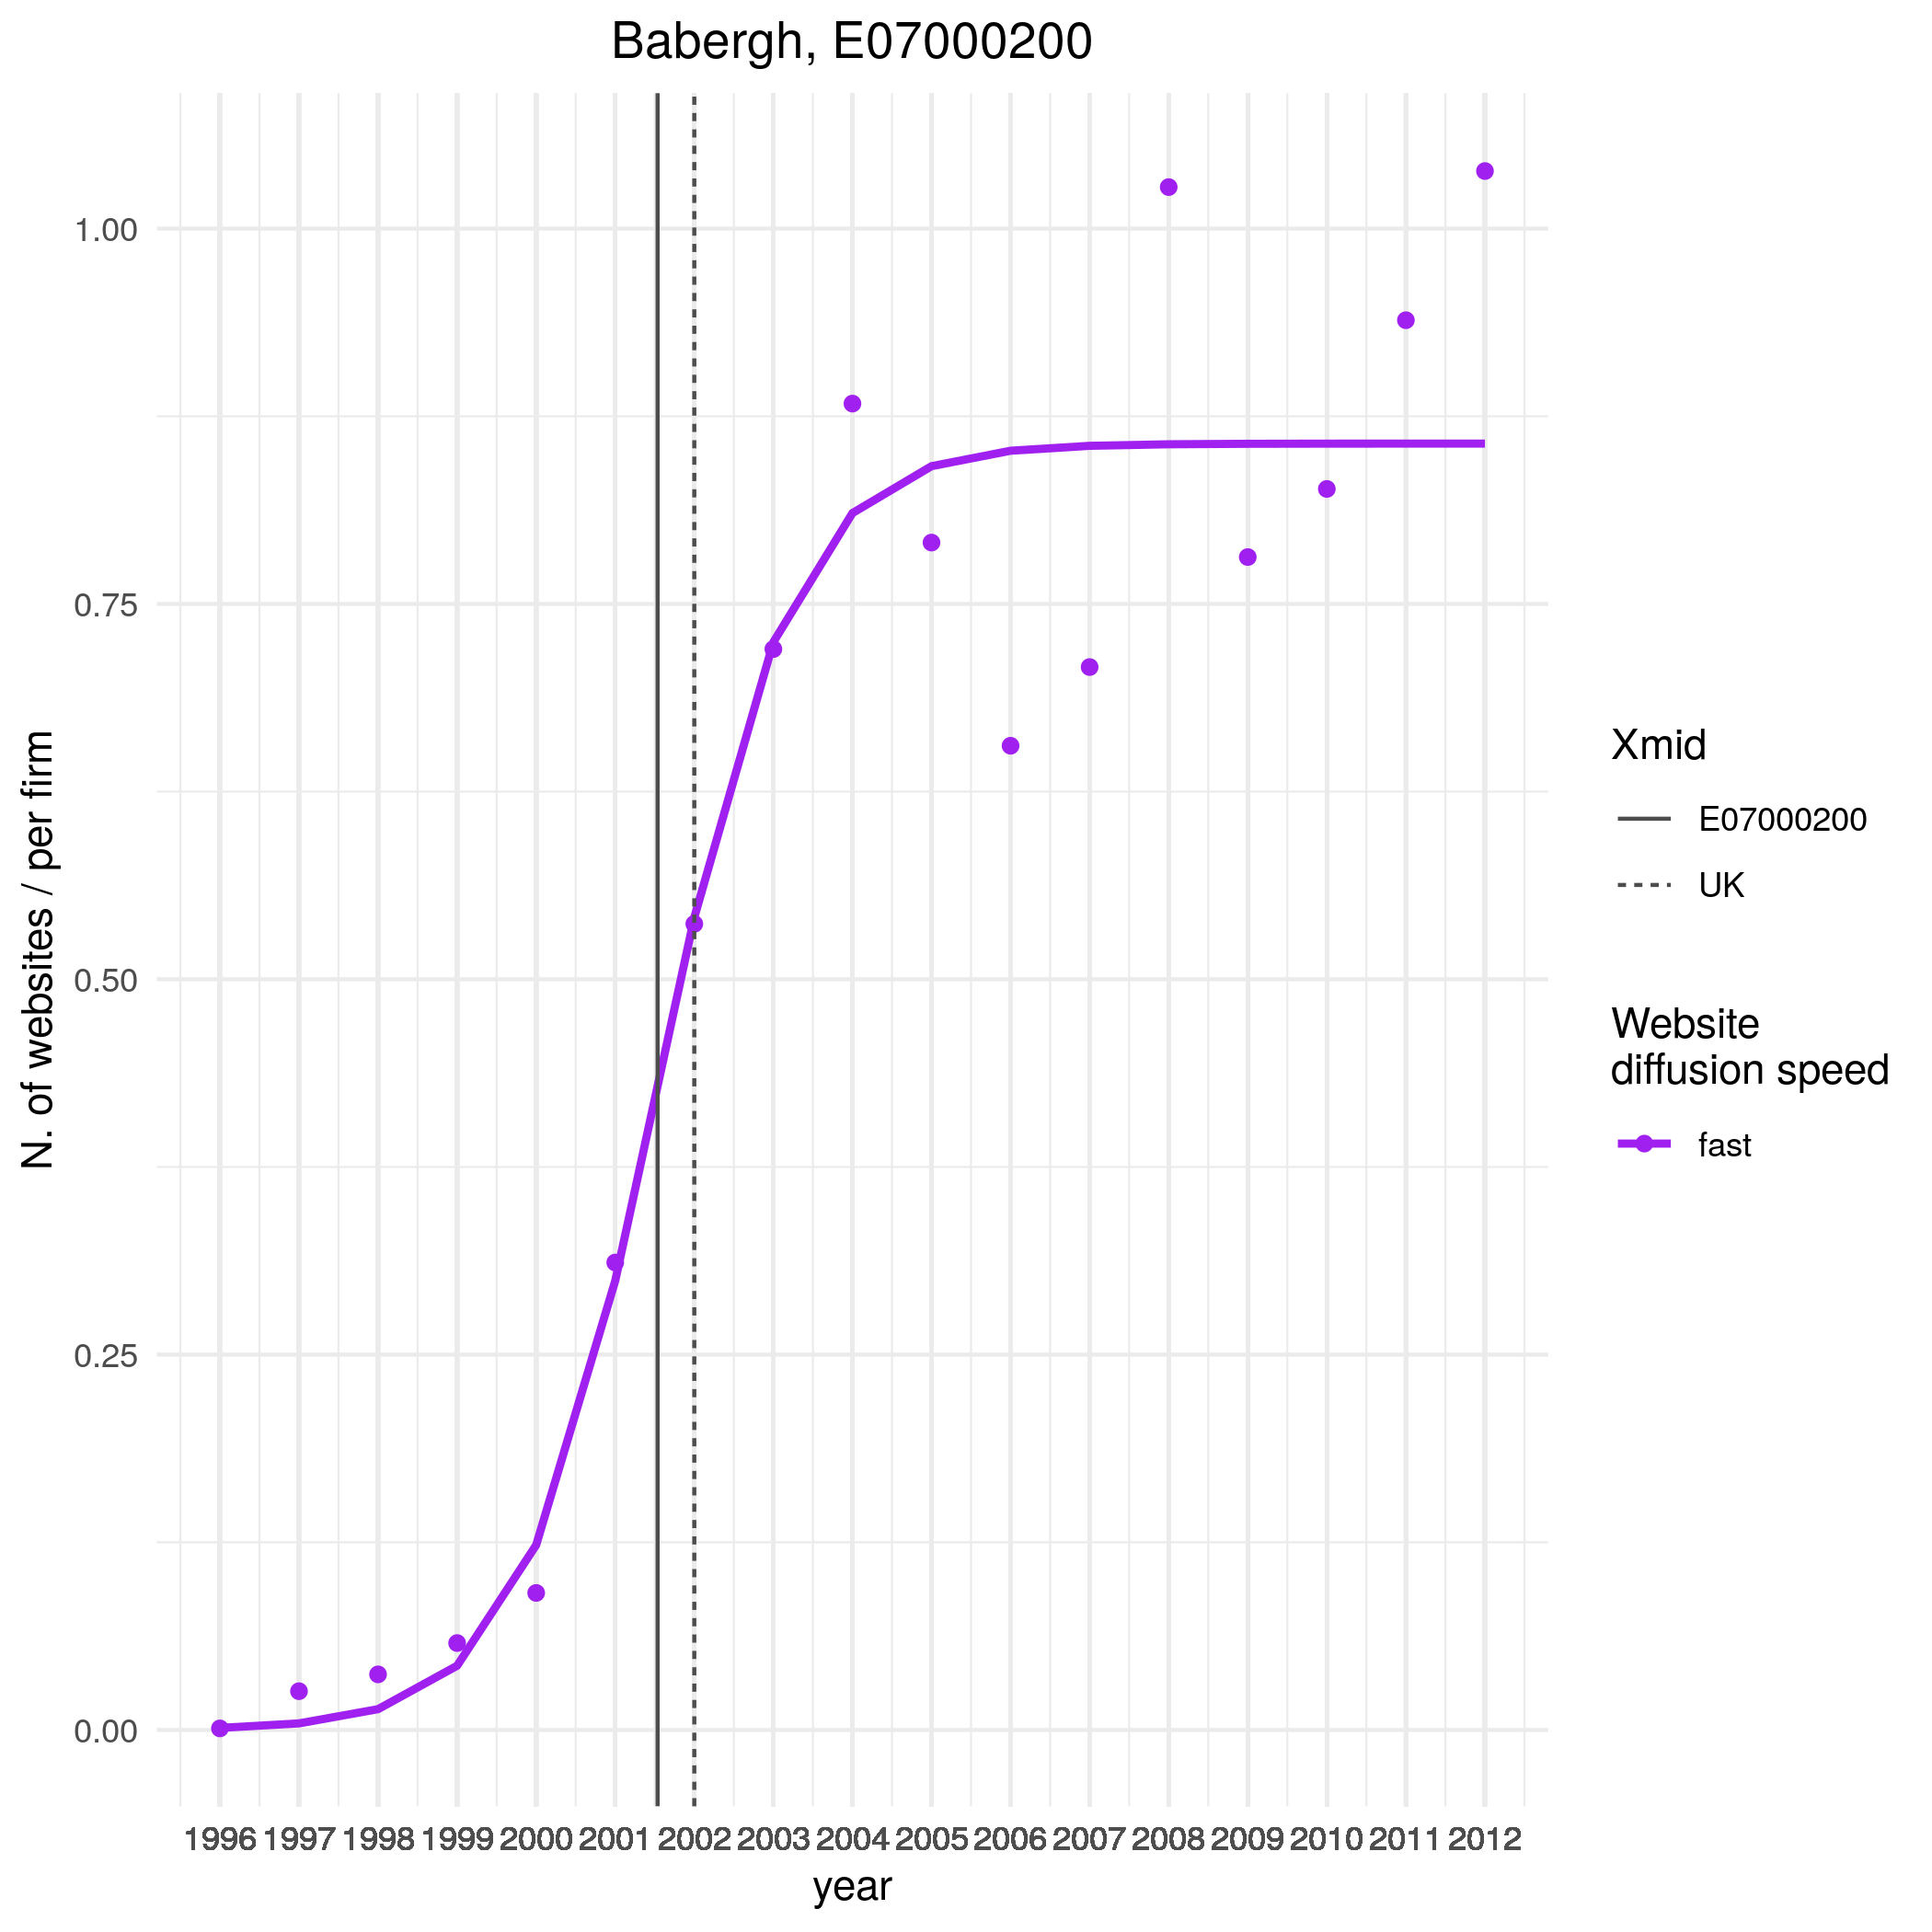 Babergh, E07000200
N. of websites / per firm
1.00
0.75
0.50
0.25
0.00
1996 1997 1998 1999 2000 2001 2002 2003 2004 2005 2006 2007 2008 2009 2010 2011 2012
year
Xmid
E07000200
UK
Website
diffusion speed
fast